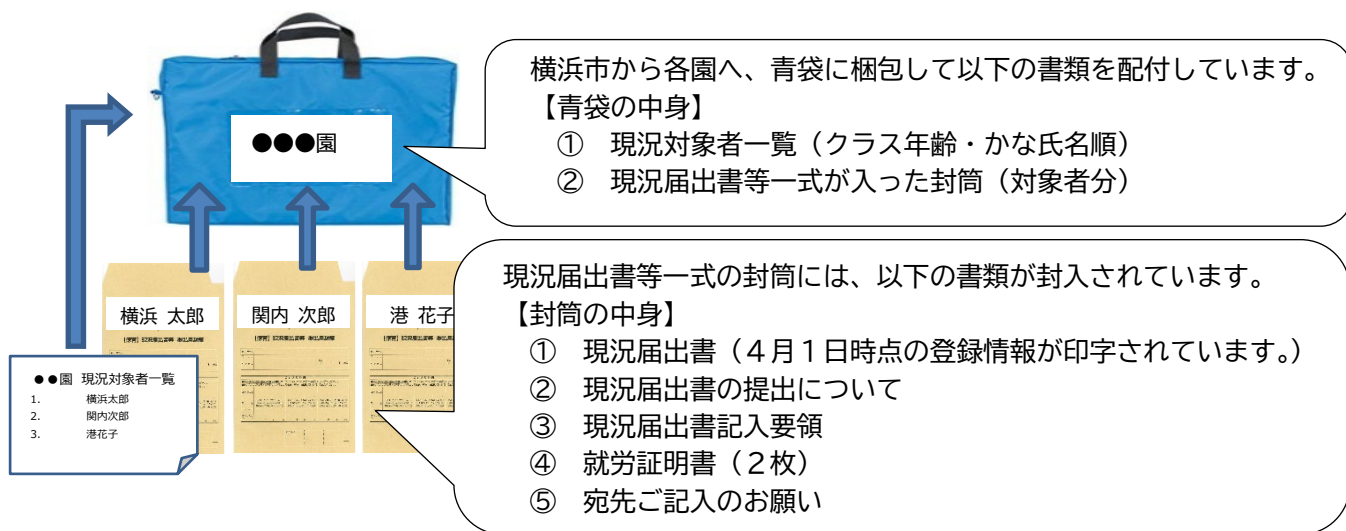 ●●●園
横浜市から各園へ、青袋に梱包して以下の書類を配付しています。
【青袋の中身】
① 現況対象者一覧（クラス年齢・かな氏名順）
② 現況届出書等一式が入った封筒（対象者分）
横浜 太郎
関内 次郎
港 花子
●●園 現況対象者一覧
1. 横浜太郎
2. 関内次郎
3. 港花子
現況届出書等一式の封筒には、以下の書類が封入されています。
【封筒の中身】
① 現況届出書（４月１日時点の登録情報が印字されています。）
② 現況届出書の提出について
③ 現況届出書記入要領
④ 就労証明書（２枚）
⑤ 宛先ご記入のお願い